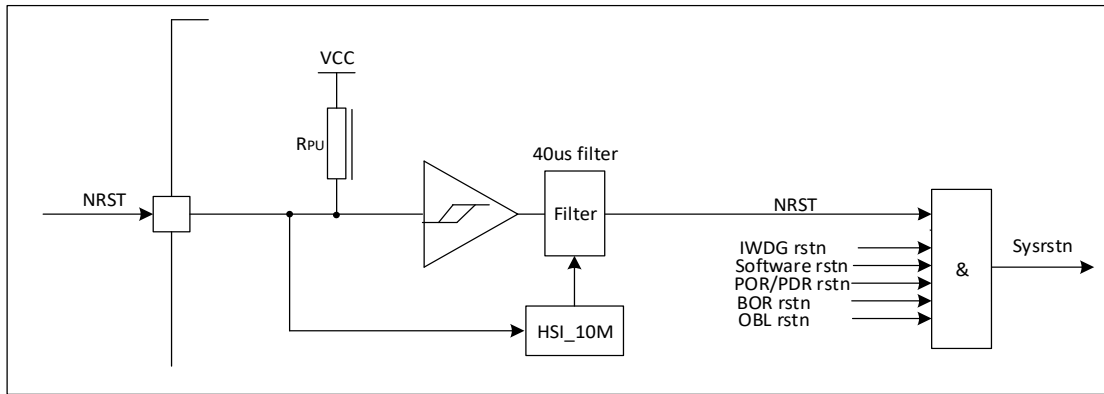 VCC
RPU
40us filter
NRST
Filter
NRST
IWDG rstn
Software rstn
POR/PDR rstn
BOR rstn
OBL rstn
&
Sysrstn
HSI_10M